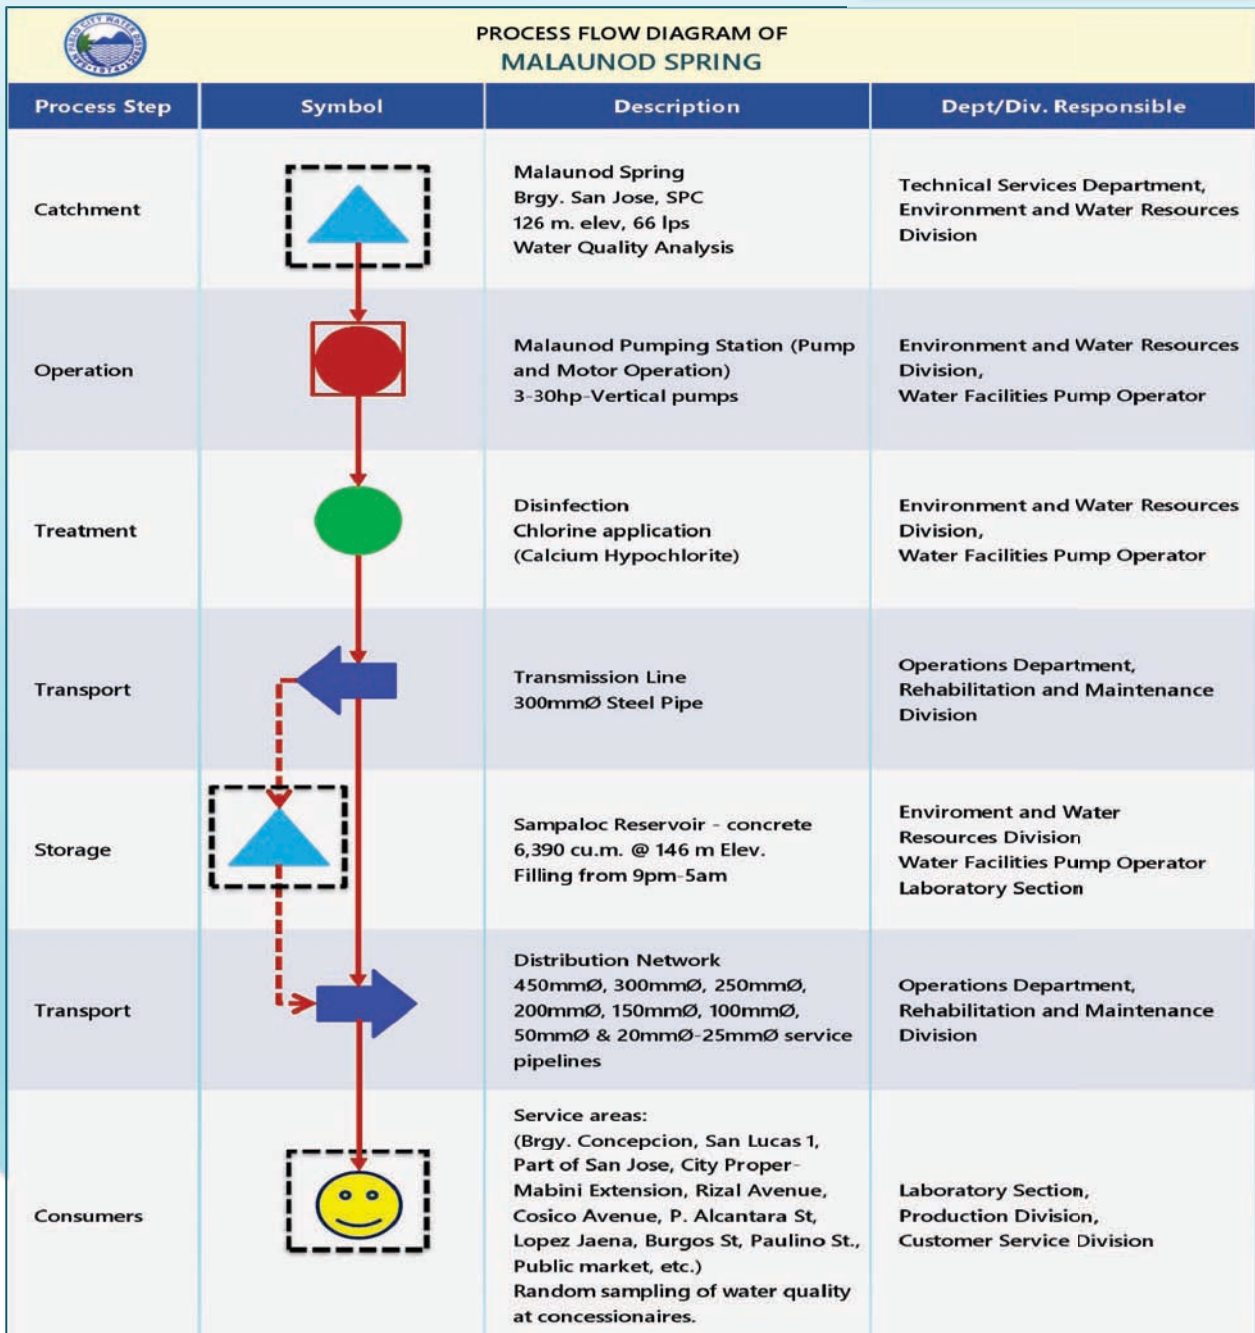 PROCESS FLOW DIAGRAM OF
MALAUNOD SPRING
Process Step
Symbol
Description
Dept/Div. Responsible
Catchment
Malaunod Spring
Brgy. San Jose, SPC
126 m. elev, 66 lps
Water Quality Analysis
Technical Services Department,
Environment and Water Resources
Division
Operation
Malaunod Pumping Station (Pump
and Motor Operation)
3-30hp-Vertical pumps
Environment and Water Resources
Division,
Water Facilities Pump Operator
Treatment
Disinfection
Chlorine application
(Calcium Hypochlorite)
Environment and Water Resources
Division,
Water Facilities Pump Operator
Transport
Transmission Line
300mmØ Steel Pipe
Operations Department,
Rehabilitation and Maintenance
Division
Storage
Sampaloc Reservoir - concrete
6,390 cu.m. @ 146 m Elev.
Filling from 9pm-5am
Enviroment and Water
Resources Division
Water Facilities Pump Operator
Laboratory Section
Transport
Distribution Network
450mmØ, 300mmØ, 250mmØ,
200mmØ, 150mmØ, 100mmØ,
50mmØ & 20mmØ-25mmØ service
pipelines
Operations Department,
Rehabilitation and Maintenance
Division
Consumers
Service areas:
(Brgy. Concepcion, San Lucas 1,
Part of San Jose, City Proper-
Mabini Extension, Rizal Avenue,
Cosico Avenue, P. Alcantara St,
Lopez Jaena, Burgos St, Paulino St.,
Public market, etc.)
Random sampling of water quality
at concessionaires.
Laboratory Section,
Production Division,
Customer Service Division